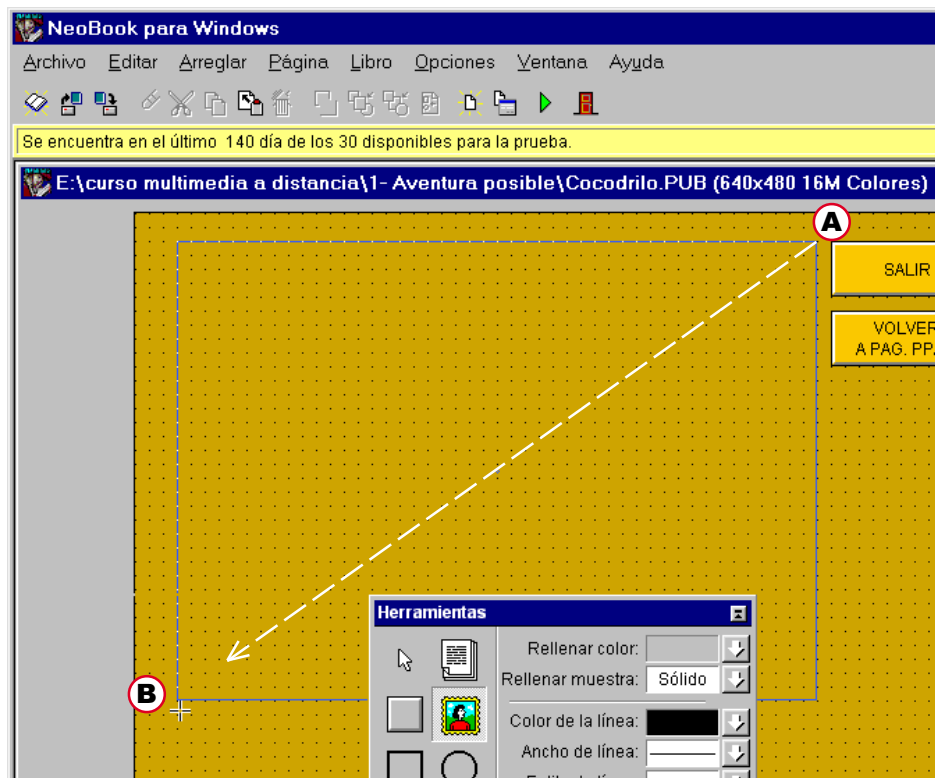 NeoBook para Windows
Archivo Editar Arreglar Página Libro Opciones Ventana Ayuda
Se encuentra en el último 140 día de los 30 disponibles para la prueba.
E:\curso multimedia a distancia\1- Aventura posible\Cocodrilo.PUB (640x480 16M Colores)
A
SALIR
VOLVER
A PAG. PP.
Herramientas
Rellenar color:
Rellenar muestra: Sólido
B
Color de la línea:
Ancho de línea: